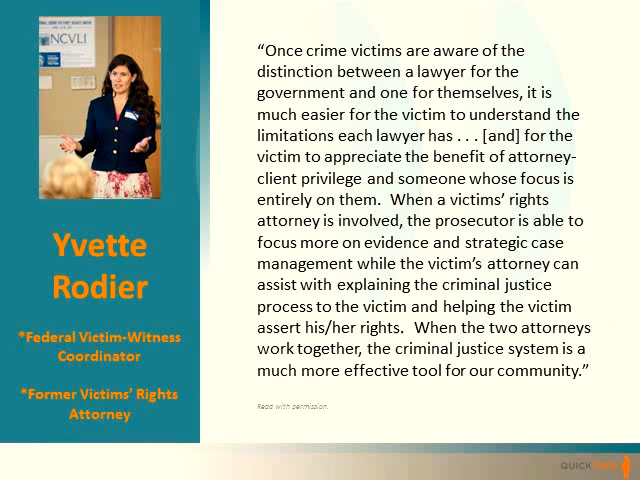 NCVLI
Yvette
Rodier
*Federal Victim-Witness
Coordinator
*Former Victims’ Rights
Attorney
“Once crime victims are aware of the
distinction between a lawyer for the
government and one for themselves, it is
much easier for the victim to understand the
limitations each lawyer has . . . [and] for the
victim to appreciate the benefit of attorney-
client privilege and someone whose focus is
entirely on them.  When a victims’ rights
attorney is involved, the prosecutor is able to
focus more on evidence and strategic case
management while the victim’s attorney can
assist with explaining the criminal justice
process to the victim and helping the victim
assert his/her rights.  When the two attorneys
work together, the criminal justice system is a
much more effective tool for our community.”
Read with permission.